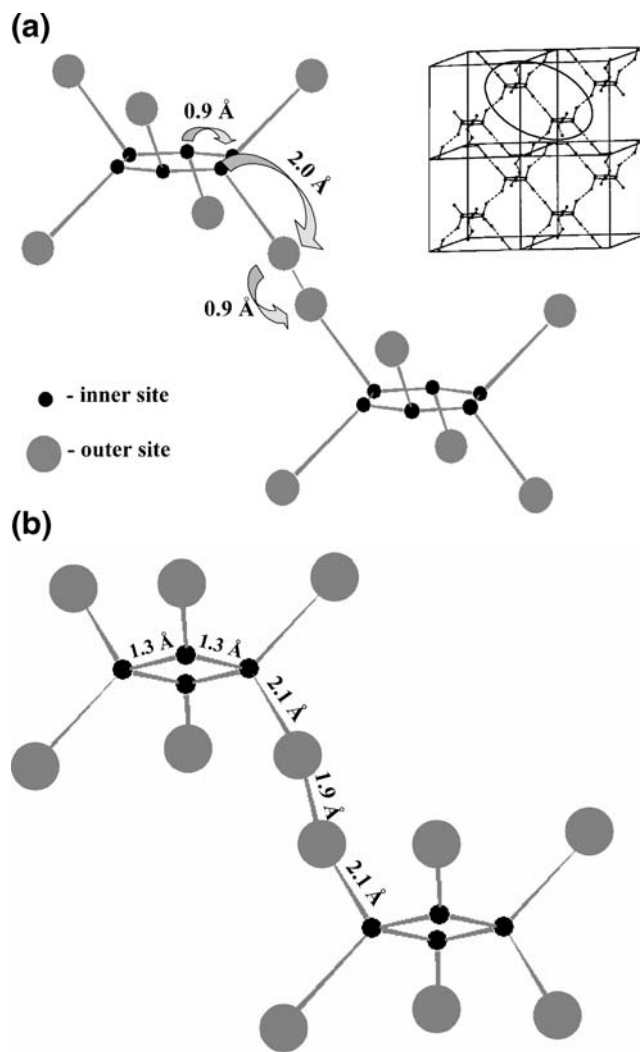 (a)
0.9 Å
2.0 Å
0.9 Å
- inner site
- outer site
(b)
1.3 Å 1.3 Å
2.1 Å
1.9 Å
2.1 Å